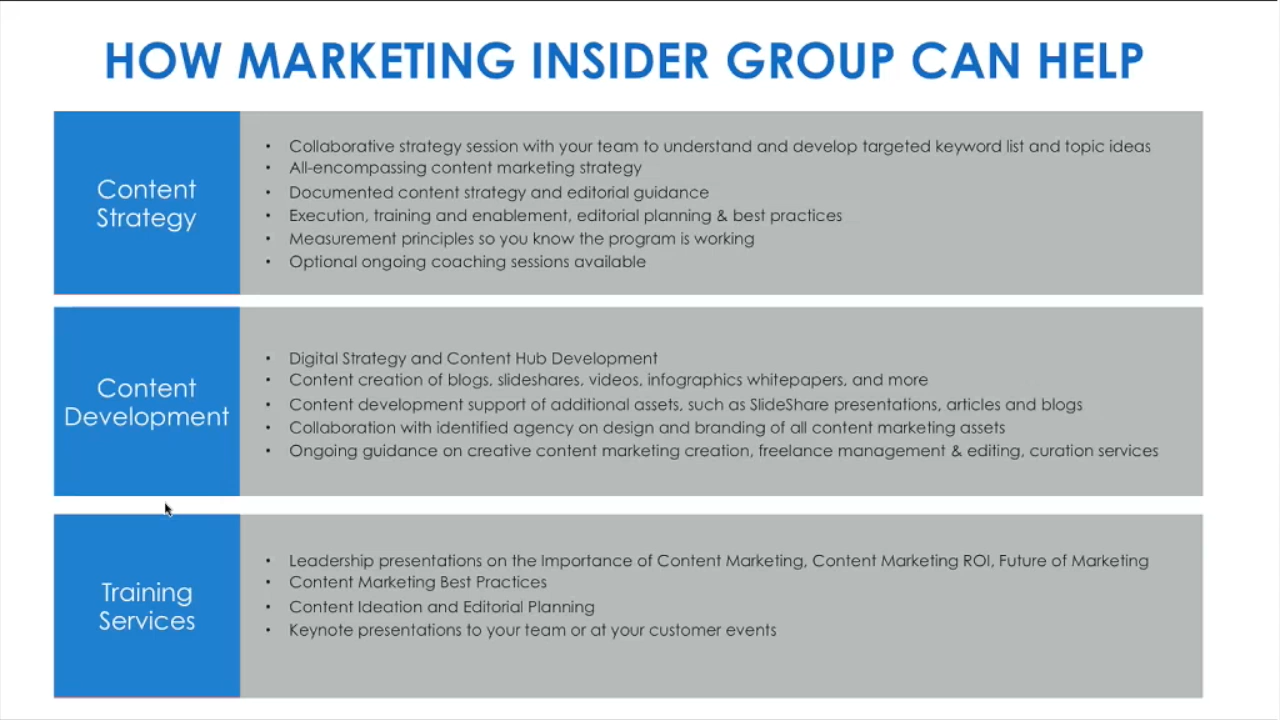 HOW MARKETING INSIDER GROUP CAN HELP
Content
Strategy
• Collaborative strategy session with your team to understand and develop targeted keyword list and topic ideas
• All-encompassing content marketing strategy
• Documented content strategy and editorial guidance
• Execution, training and enablement, editorial planning & best practices
• Measurement principles so you know the program is working
• Optional ongoing coaching sessions available
Content
Development
• Digital Strategy and Content Hub Development
• Content creation of blogs, slideshares, videos, infographics whitepapers, and more
• Content development support of additional assets, such as SlideShare presentations, articles and blogs
• Collaboration with identified agency on design and branding of all content marketing assets
• Ongoing guidance on creative content marketing creation, freelance management & editing, curation services
Training
Services
• Leadership presentations on the Importance of Content Marketing, Content Marketing ROI, Future of Marketing
• Content Marketing Best Practices
• Content Ideation and Editorial Planning
• Keynote presentations to your team or at your customer events